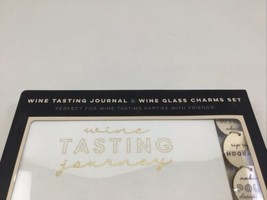 WINE TASTING JOURNAL & WINE GLASS CHARMS SET
(PERFECT FOR WINE TASTING PARTIES WITH FRIENDS)
wine
TASTING
journey